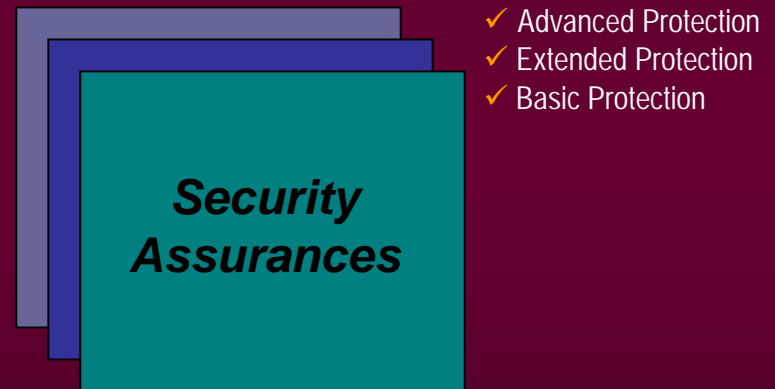 ✓ Advanced Protection
✓ Extended Protection
✓ Basic Protection
Security
Assurances